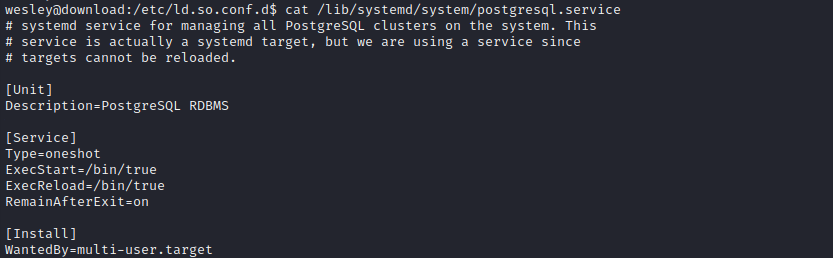 wesley@download:/etc/ld.so.conf.d$ cat /lib/systemd/system/postgresql.service
# systemd service for managing all PostgreSQL clusters on the system. This
# service is actually a systemd target, but we are using a service since
# targets cannot be reloaded.

[Unit]
Description=PostgreSQL RDBMS

[Service]
Type=oneshot
ExecStart=/bin/true
ExecReload=/bin/true
RemainAfterExit=on

[Install]
WantedBy=multi-user.target